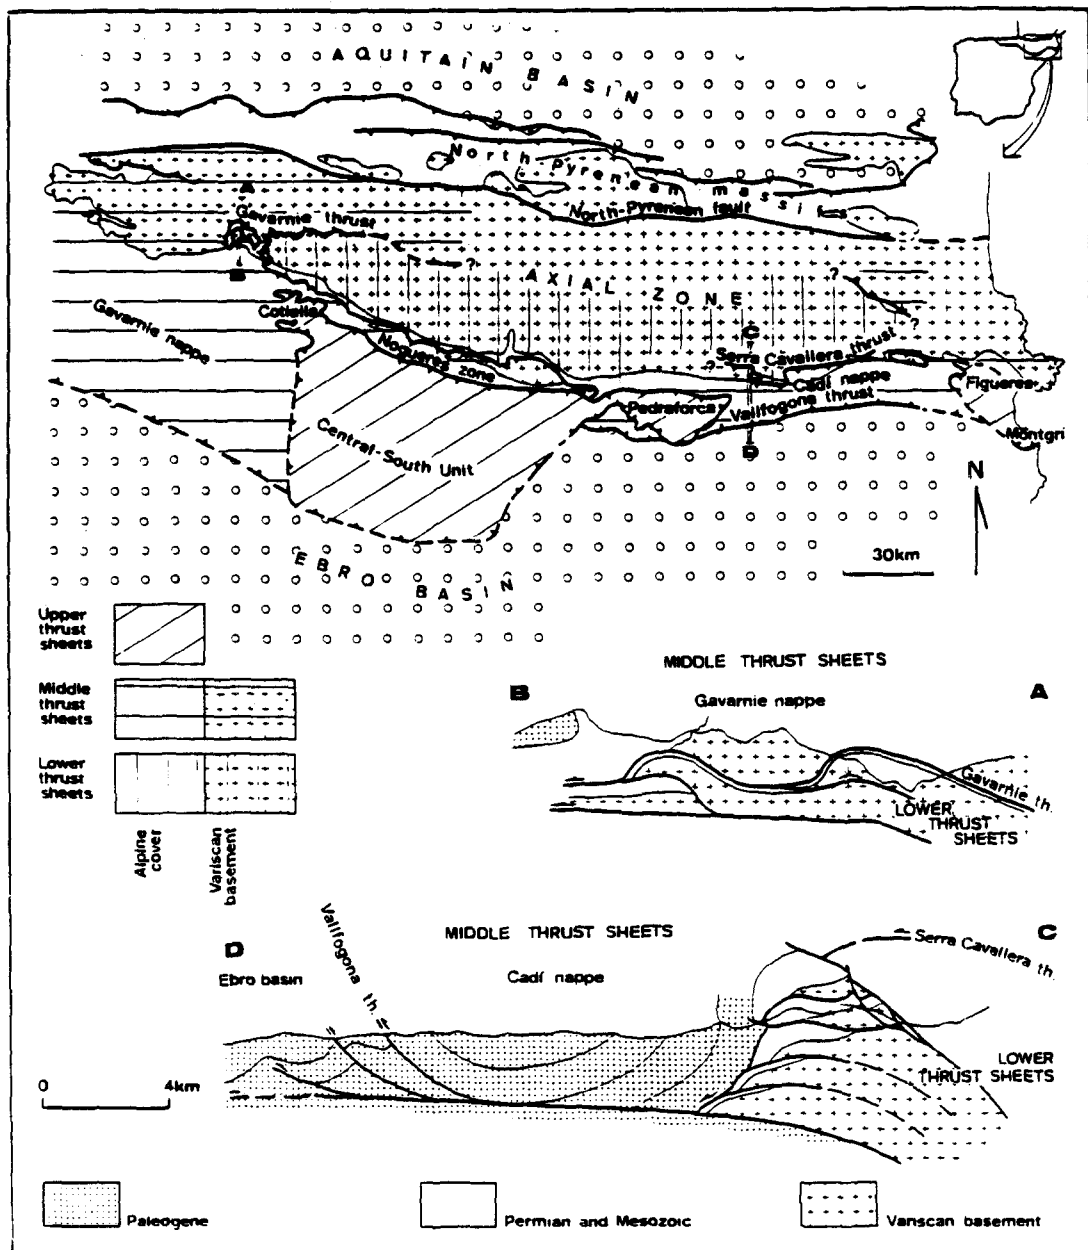 AQUITAIN BASIN
North Pyrenean massifs
North-Pyrenean fault
A
Gavarnie thrust
B
?
?
AXIAL ZONE
?
Gavarnie nappe
Cotiella
Nogueres zone
C
Serra Cavallera thrust
?
Cadí nappe
Pedraforca
Vallfogona thrust
Figueres
Montgri
D
Central-South Unit
N
30km
EBRO BASIN
Upper
thrust
sheets
Middle
thrust
sheets
Lower
thrust
sheets
Alpine
cover
Variscan
basement
MIDDLE THRUST SHEETS
B
A
Gavarnie nappe
Gavarnie th.
LOWER
THRUST
SHEETS
MIDDLE THRUST SHEETS
D
C
Vallfogona th.
Serra Cavallera th.
Ebro basin
Cadí nappe
LOWER
THRUST SHEETS
0 4km
Paleogene
Permian and Mesozoic
Variscan basement